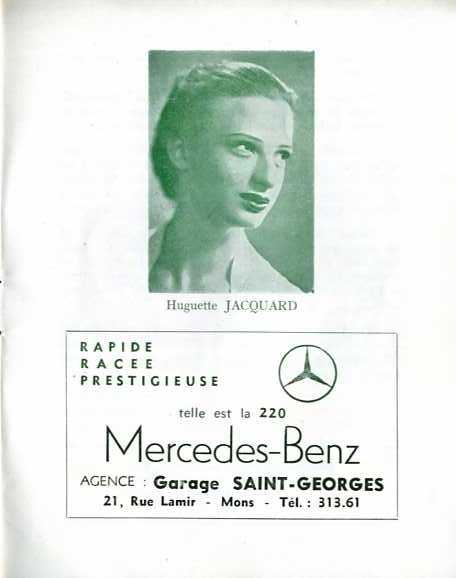 Huguette JACQUARD
RAPIDE
RACEE
PRESTIGIEUSE
telle est la 220
Mercedes-Benz
AGENCE : Garage SAINT-GEORGES
21, Rue Lamir - Mons - Tél. : 313.61